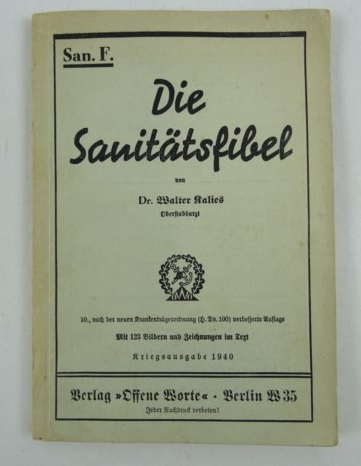 San. F.
Die
Sanitätsfibel
von
Dr. Walter Kalies
Oberstabsarzt
10., nach der neuen Krankenträgerordnung (H. Dv. 100) verbesserte Auflage
Mit 123 Bildern und Zeichnungen im Text
Kriegsausgabe 1940
Verlag »Offene Worte« - Berlin W 35
Jeder Nachdruck verboten!